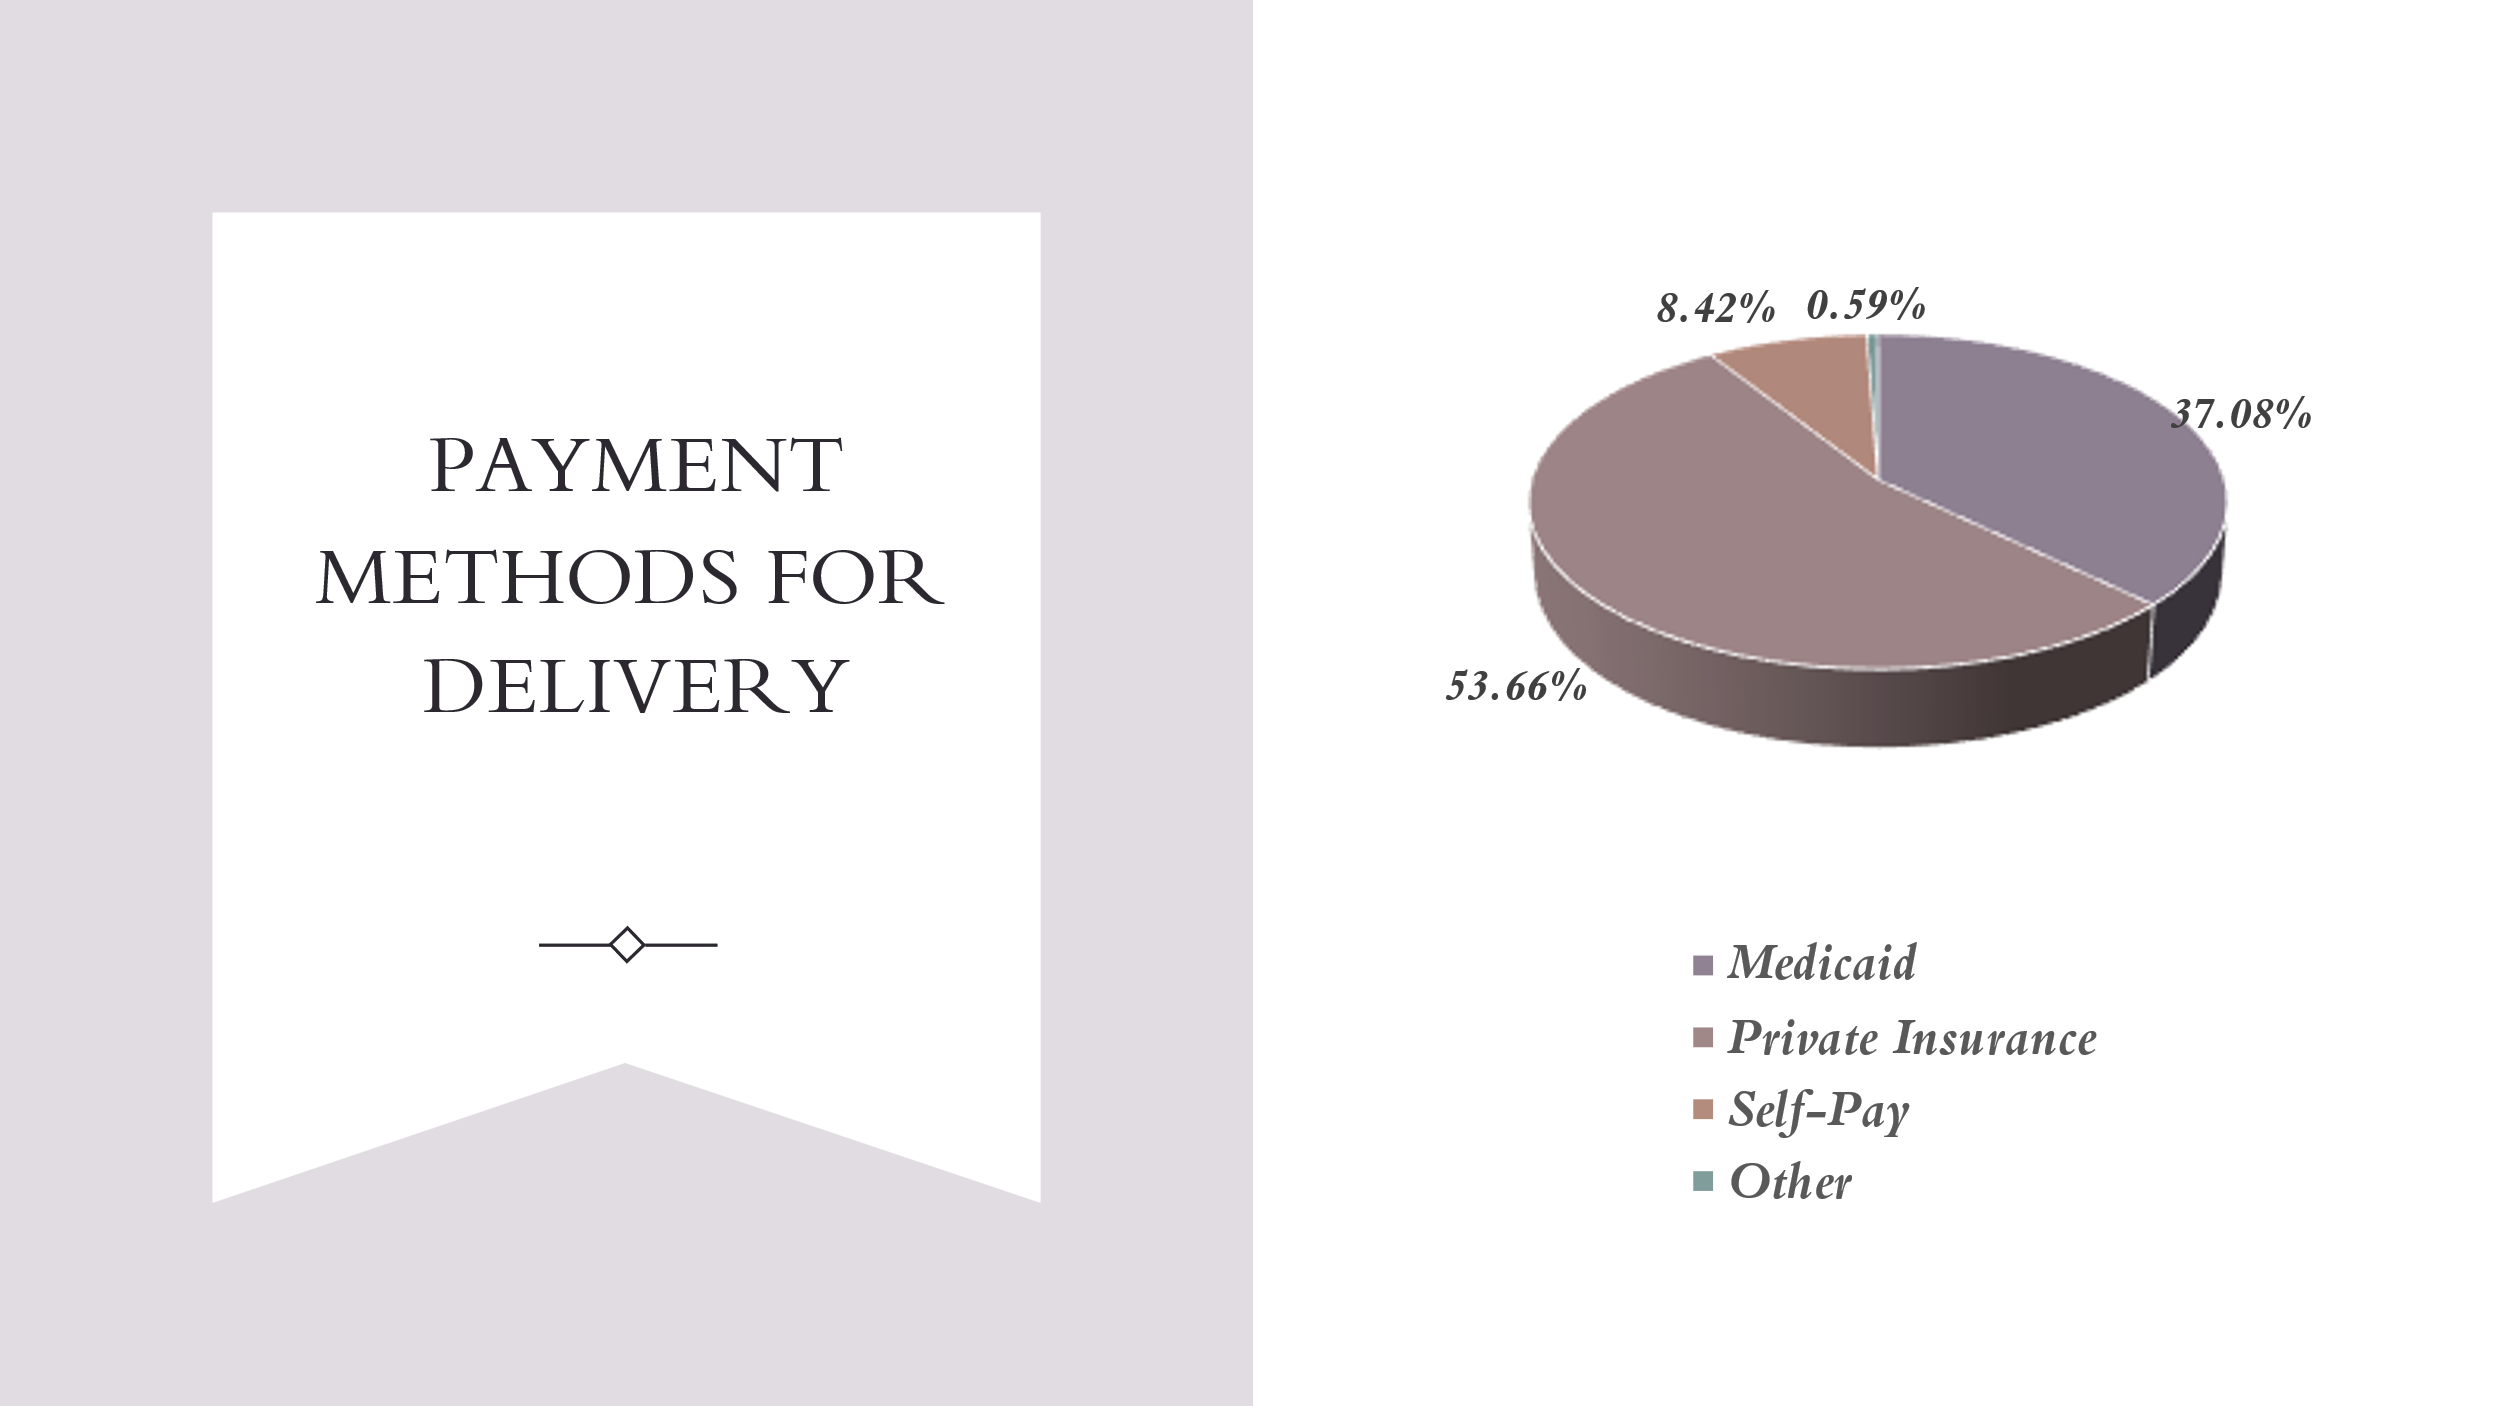 PAYMENT
METHODS FOR
DELIVERY
8.42% 0.59%
37.08%
53.66%
Medicaid
Private Insurance
Self-Pay
Other